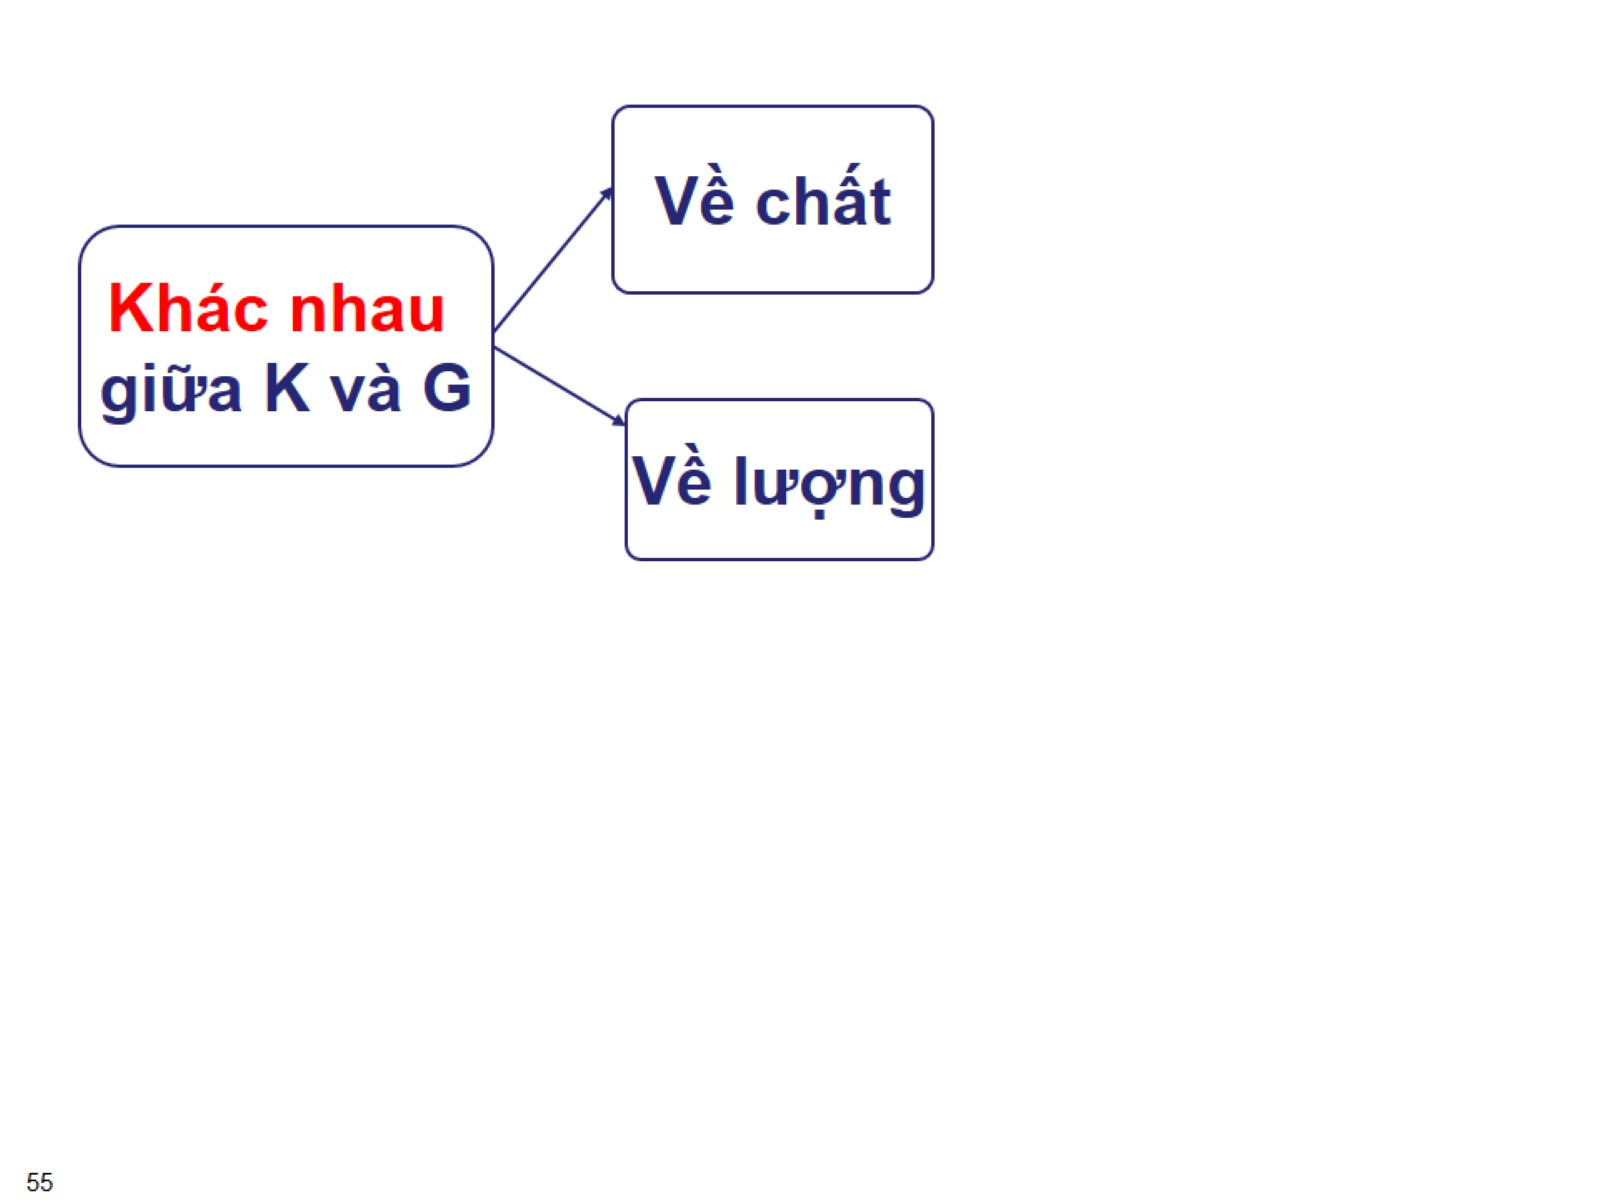 Khác nhau
giữa K và G
Về chất
Về lượng
55